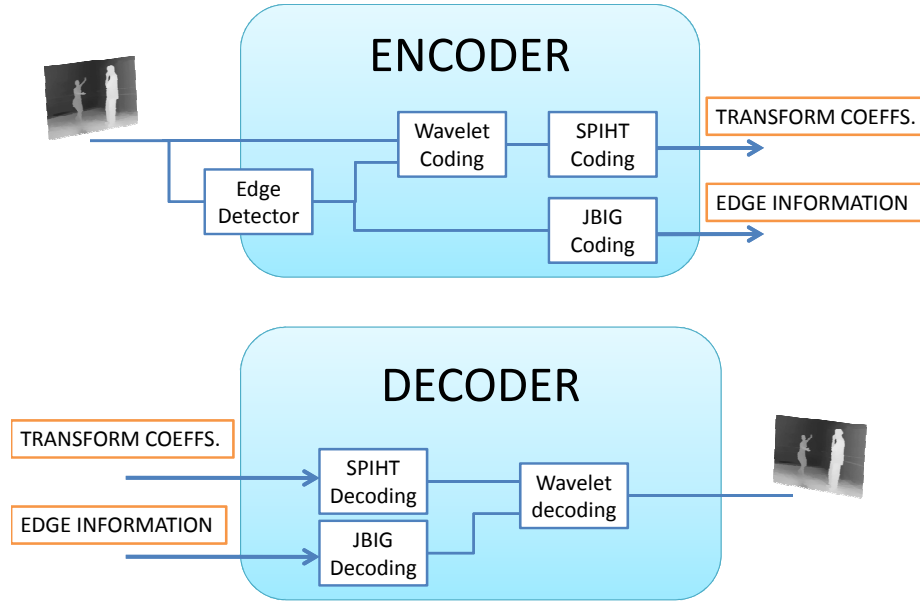 ENCODER
TRANSFORM COEFFS.
Wavelet
Coding
SPIHT
Coding
Edge
Detector
EDGE INFORMATION
JBIG
Coding
DECODER
TRANSFORM COEFFS.
SPIHT
Decoding
Wavelet
decoding
EDGE INFORMATION
JBIG
Decoding